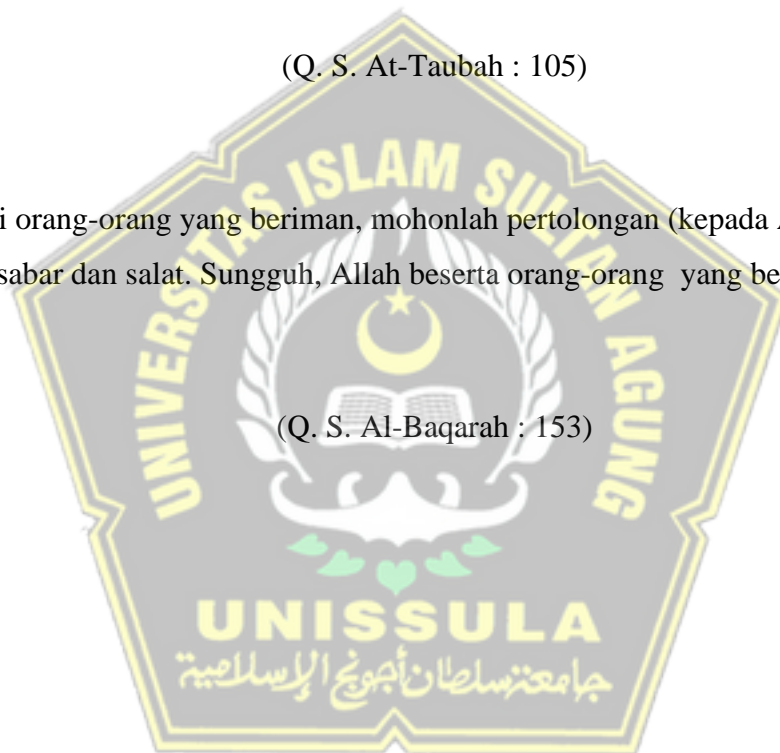 (Q. S. At-Taubah : 105)
UNIVERSITAS ISLAM SULTAN AGUNG
i orang-orang yang beriman, mohonlah pertolongan (kepada
sabar dan salat. Sungguh, Allah beserta orang-orang yang be
(Q. S. Al-Baqarah : 153)
UNISSULA
جامعة سلطان أجونج الإسلامية